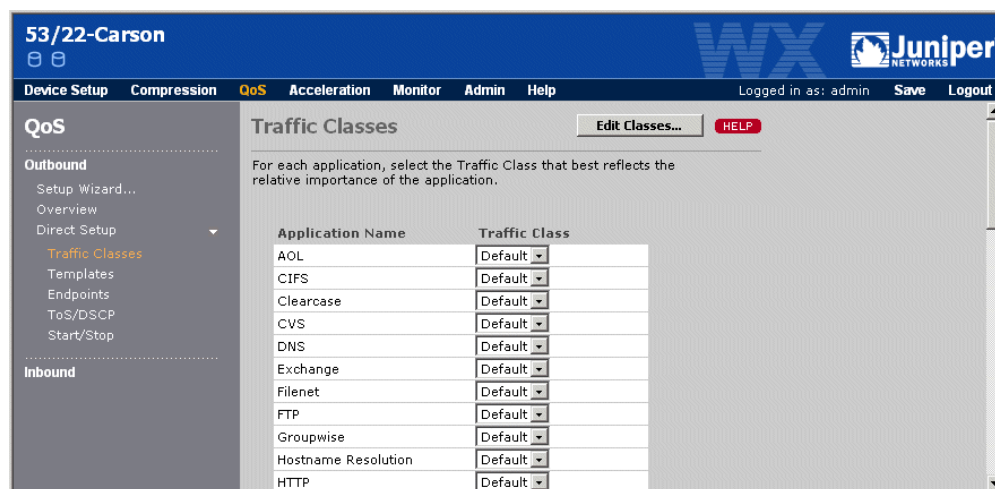 53/22-Carson
WX
Juniper
NETWORKS
Device Setup Compression QoS Acceleration Monitor Admin Help Logged in as: admin Save Logout
QoS
Outbound
Setup Wizard...
Overview
Direct Setup
Traffic Classes
Templates
Endpoints
ToS/DSCP
Start/Stop
Inbound
Traffic Classes Edit Classes... HELP
For each application, select the Traffic Class that best reflects the
relative importance of the application.
Application Name Traffic Class
AOL Default
CIFS Default
Clearcase Default
CVS Default
DNS Default
Exchange Default
Filenet Default
FTP Default
Groupwise Default
Hostname Resolution Default
HTTP Default